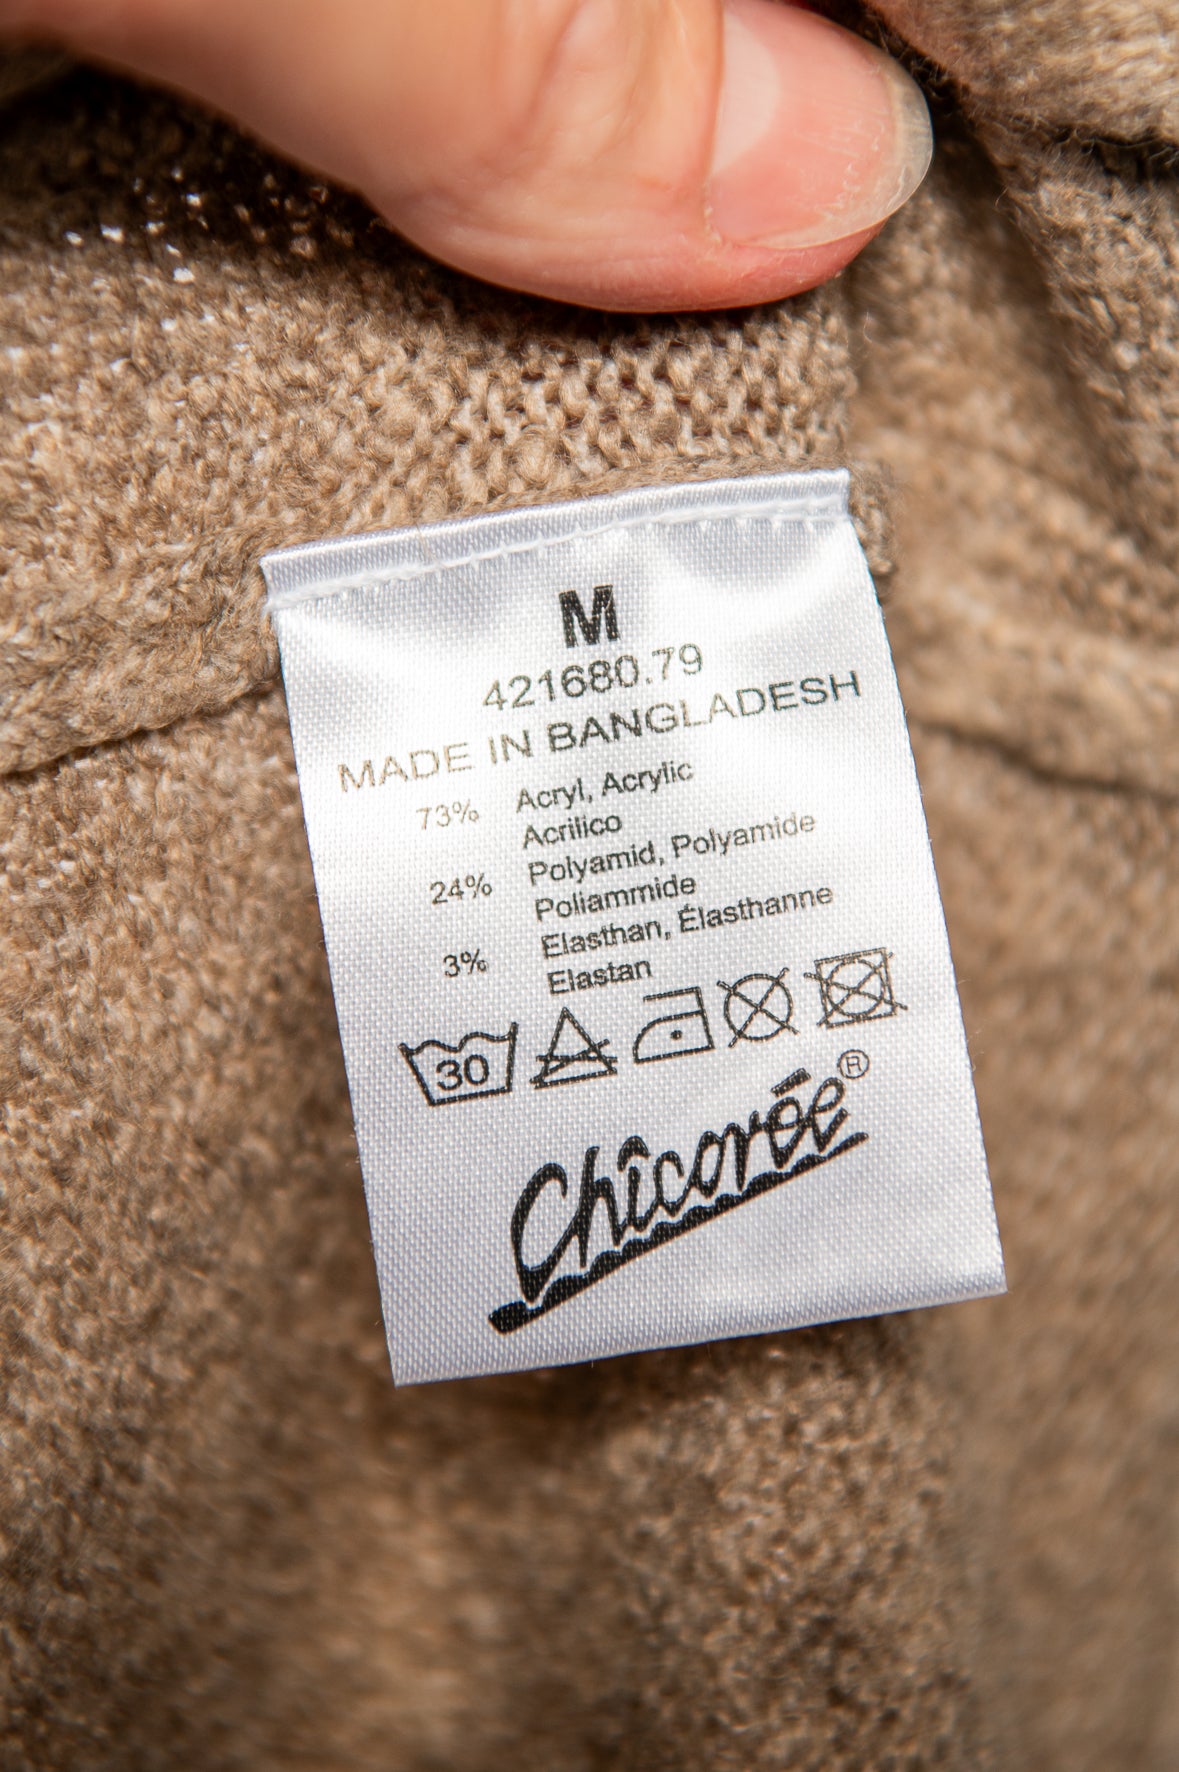 M
421680.79
MADE IN BANGLADESH
73% Acryl, Acrylic
Acrilico
24% Polyamid, Polyamide
Poliammide
3% Elasthan, Élasthanne
Elastan
30
Chicorée®